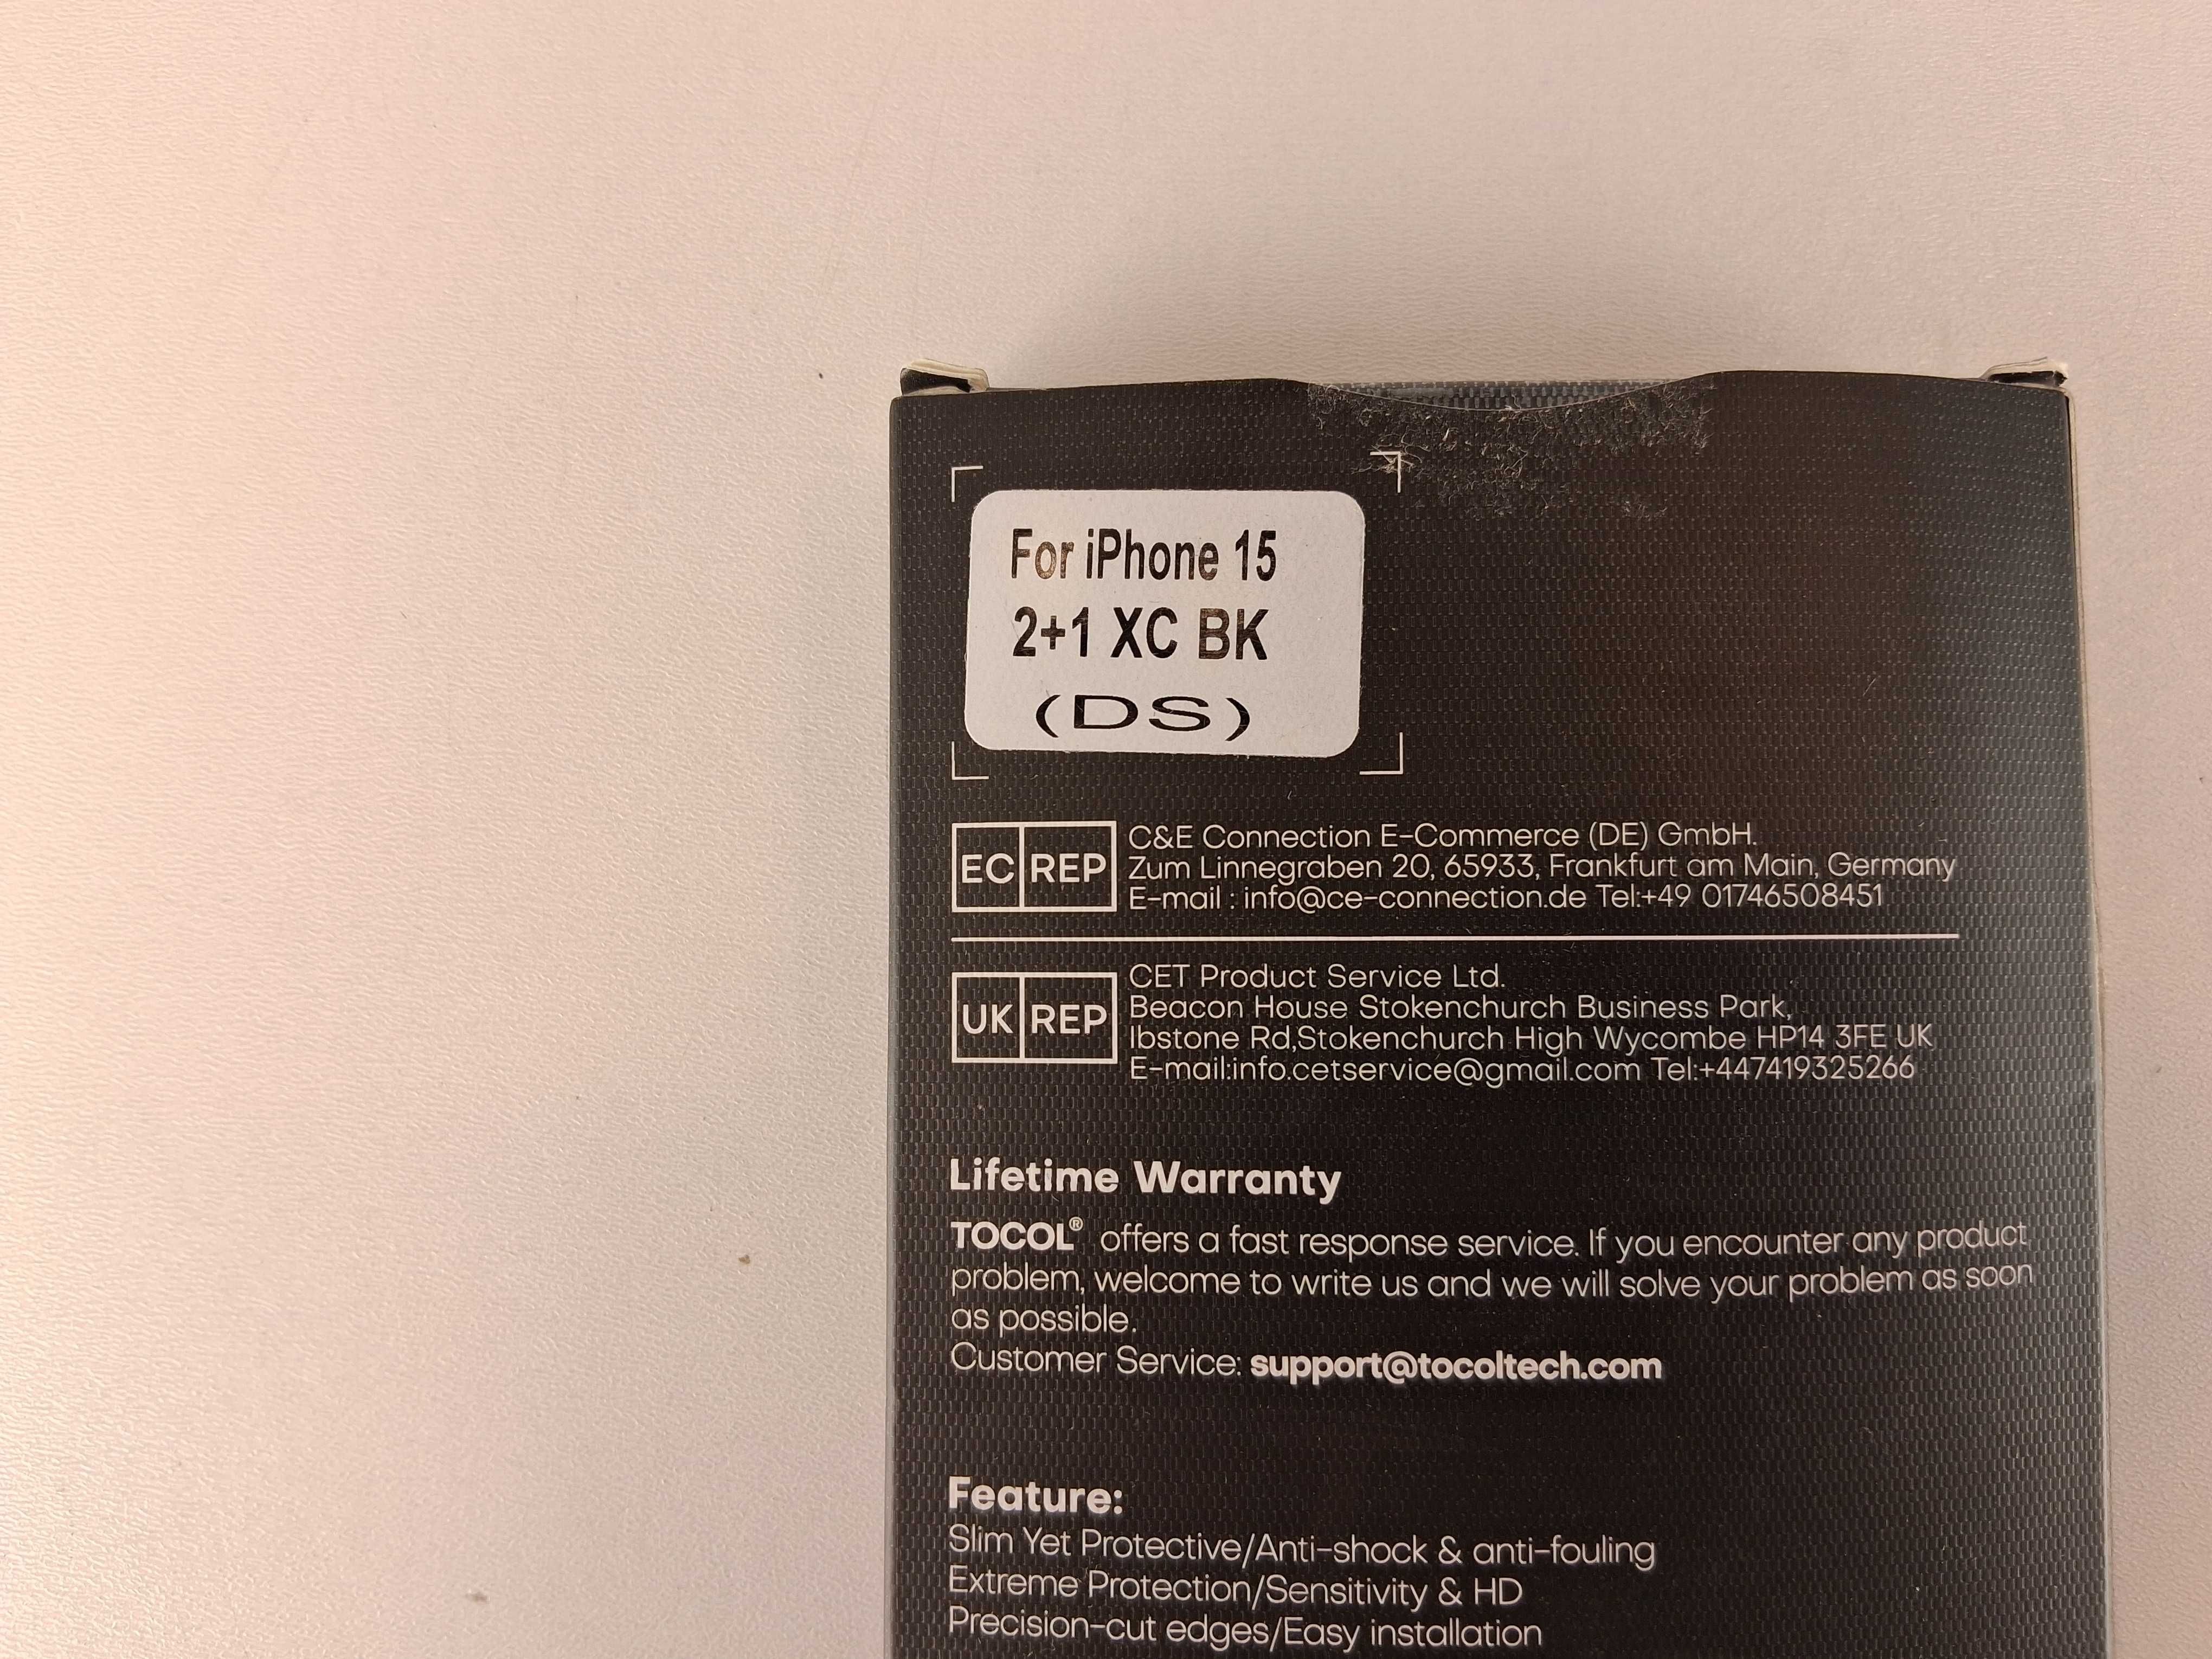 For iPhone 15
2+1 XC BK
(DS)
EC REP
C&E Connection E-Commerce (DE) GmbH.
Zum Linnegraben 20, 65933, Frankfurt am Main, Germany
E-mail : info@ce-connection.de Tel:+49 01746508451
UK REP
CET Product Service Ltd.
Beacon House Stokenchurch Business Park,
Ibstone Rd,Stokenchurch High Wycombe HP14 3FE UK
E-mail:info.cetservice@gmail.com Tel:+447419325266
Lifetime Warranty
TOCOL® offers a fast response service. If you encounter any product
problem, welcome to write us and we will solve your problem as soon
as possible.
Customer Service: support@tocoltech.com
Feature:
Slim Yet Protective/Anti-shock & anti-fouling
Extreme Protection/Sensitivity & HD
Precision-cut edges/Easy installation